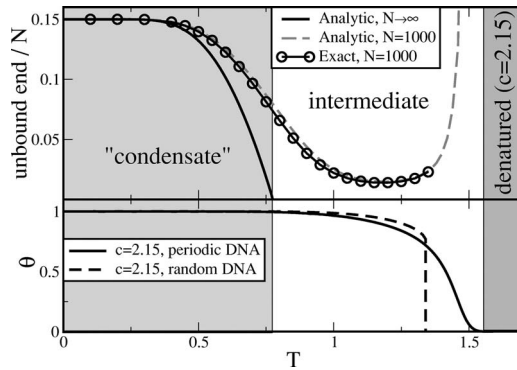 unbound end / N
0.15
0.1
0.05
Analytic, N→∞
Analytic, N=1000
Exact, N=1000
"condensate"
intermediate
denatured (c=2.15)
θ
1
0.5
0
c=2.15, periodic DNA
c=2.15, random DNA
0
0.5
1
1.5
T